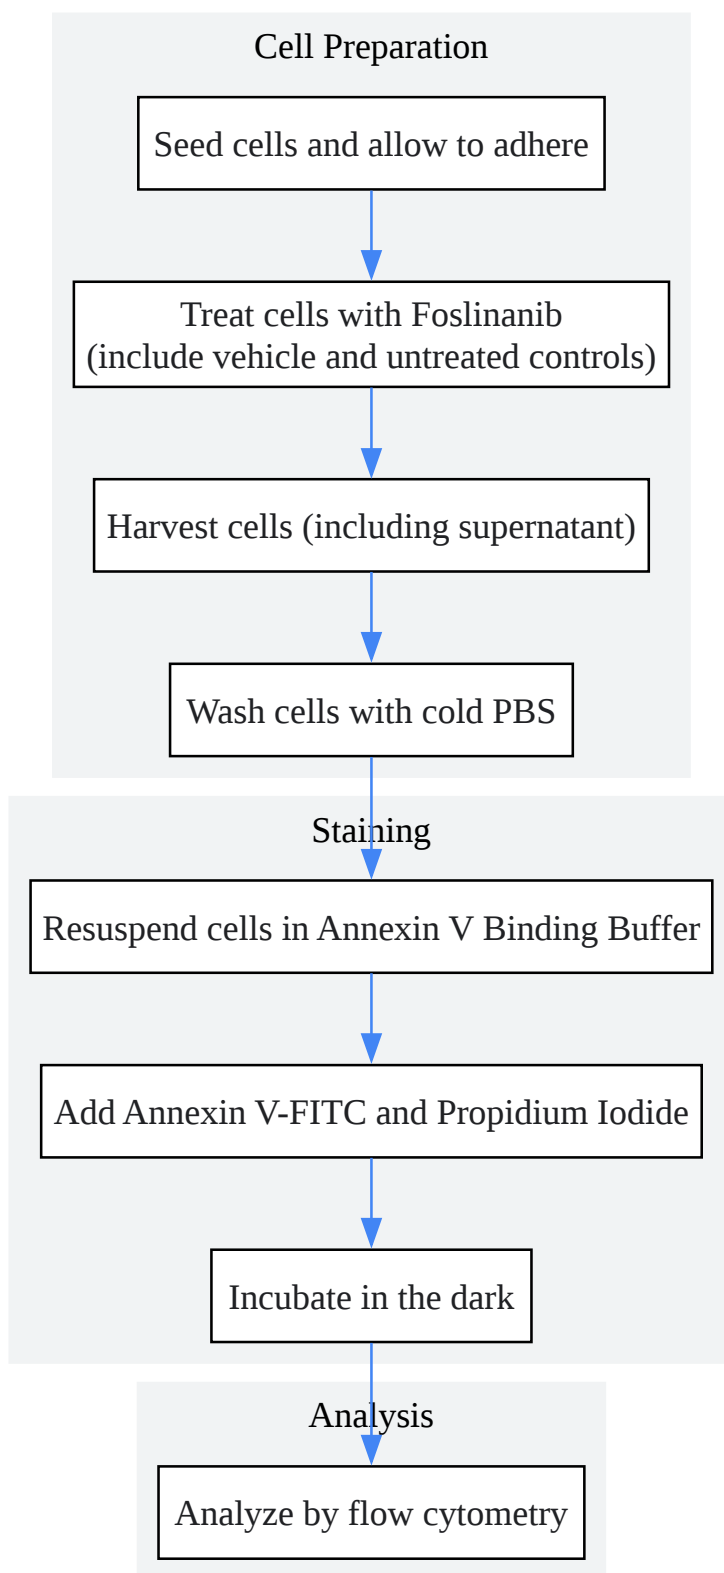 Cell Preparation
Seed cells and allow to adhere
Treat cells with Foslinanib
(include vehicle and untreated controls)
Harvest cells (including supernatant)
Wash cells with cold PBS
Staining
Resuspend cells in Annexin V Binding Buffer
Add Annexin V-FITC and Propidium Iodide
Incubate in the dark
Analysis
Analyze by flow cytometry